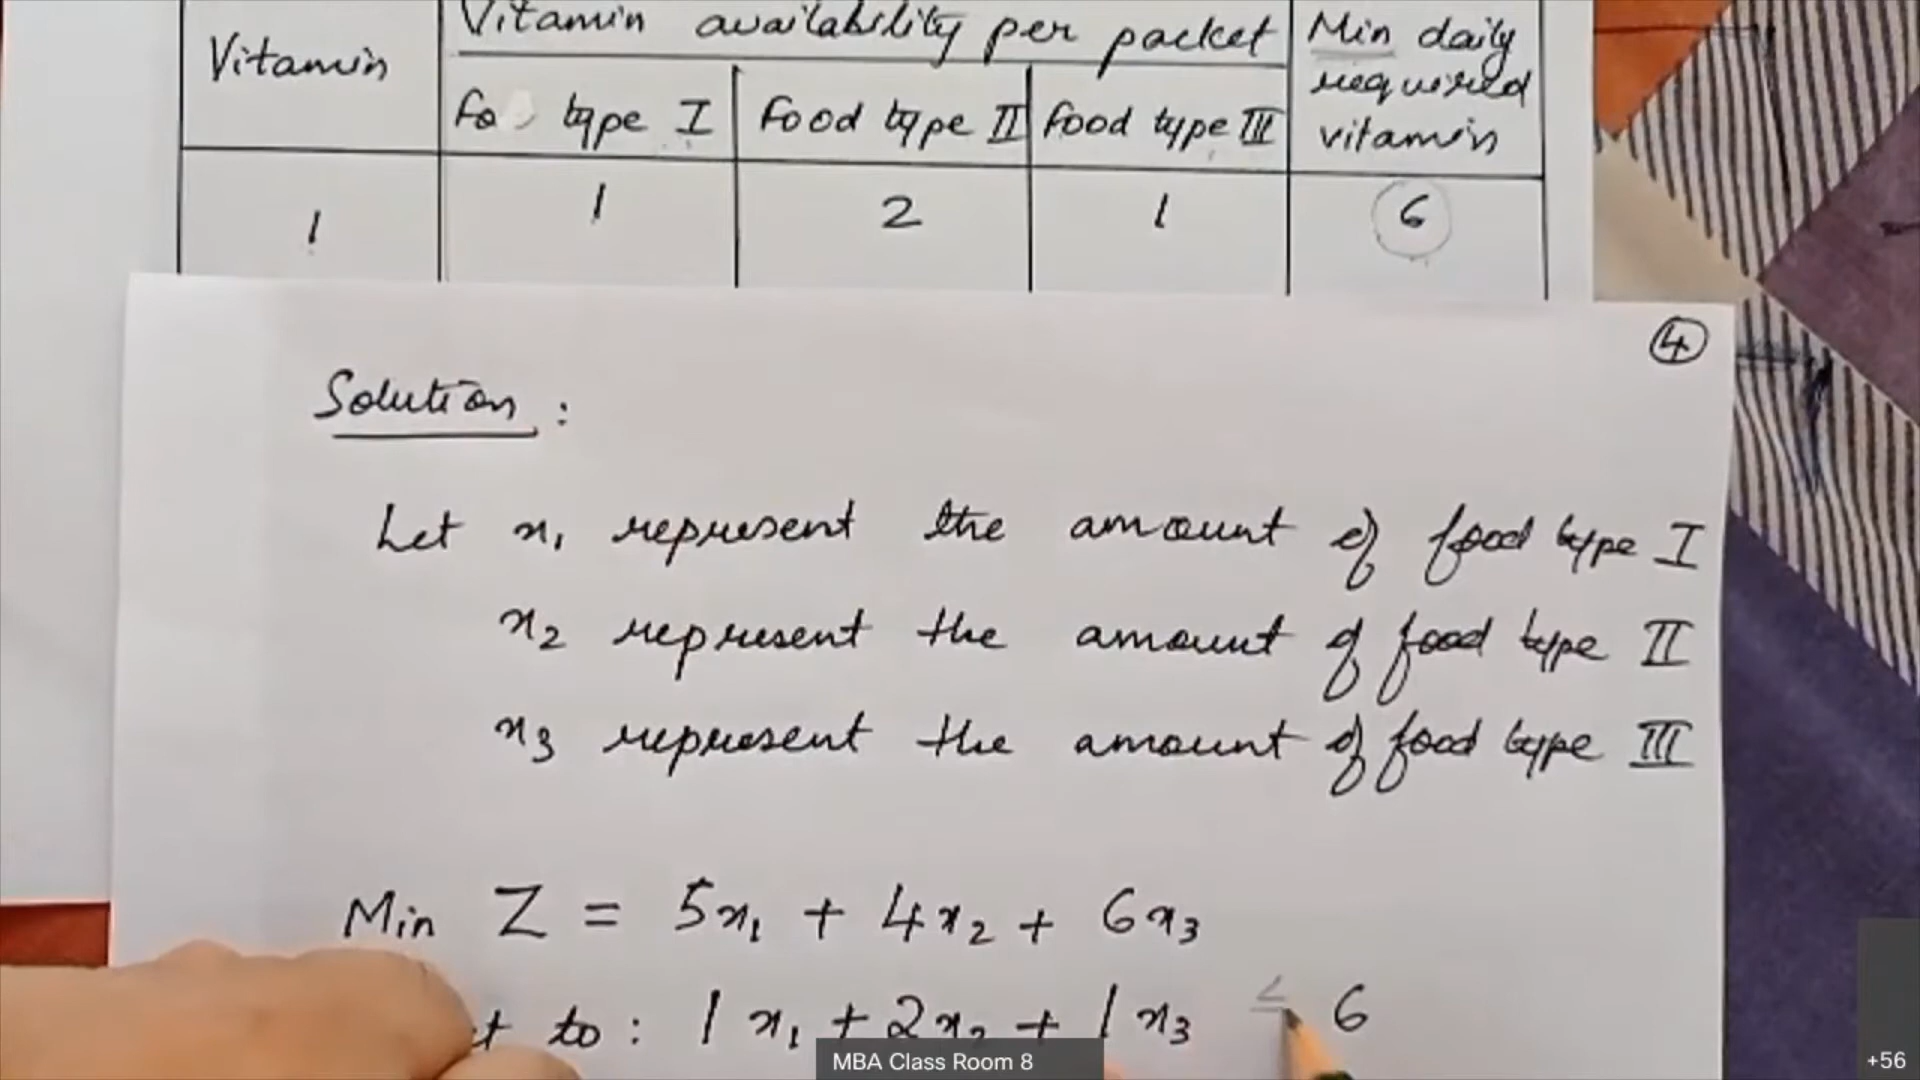 Vitamin availability per packet
Vitamin
Min daily required vitamin
type I
Food type II
Food type III
1
1
2
1
6
4
Solution :
Let x₁ represent the amount of food type I
x₂ represent the amount of food type II
x₃ represent the amount of food type III
Min Z = 5x₁ + 4x₂ + 6x₃
to : 1x₁ + 2x₂ + 1x₃ 6
MBA Class Room 8
+56